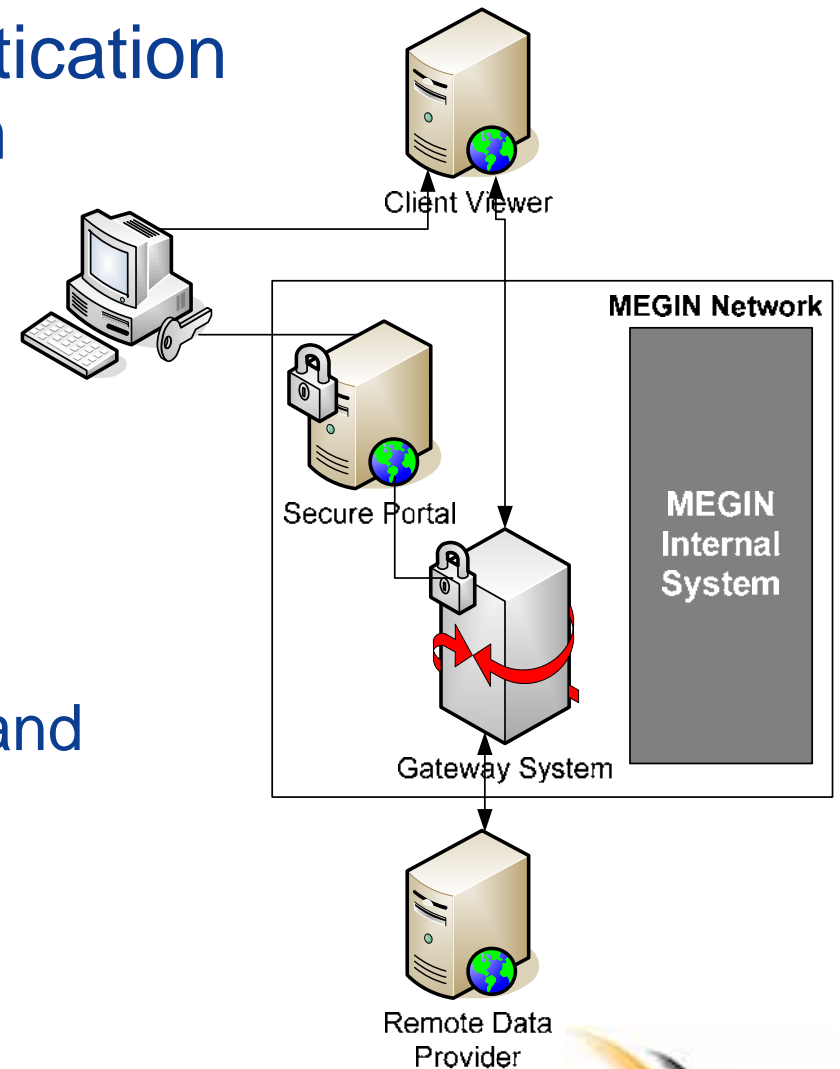 tication
Client Viewer
MEGIN Network
Secure Portal
MEGIN
Internal
System
and
Gateway System
Remote Data
Provider